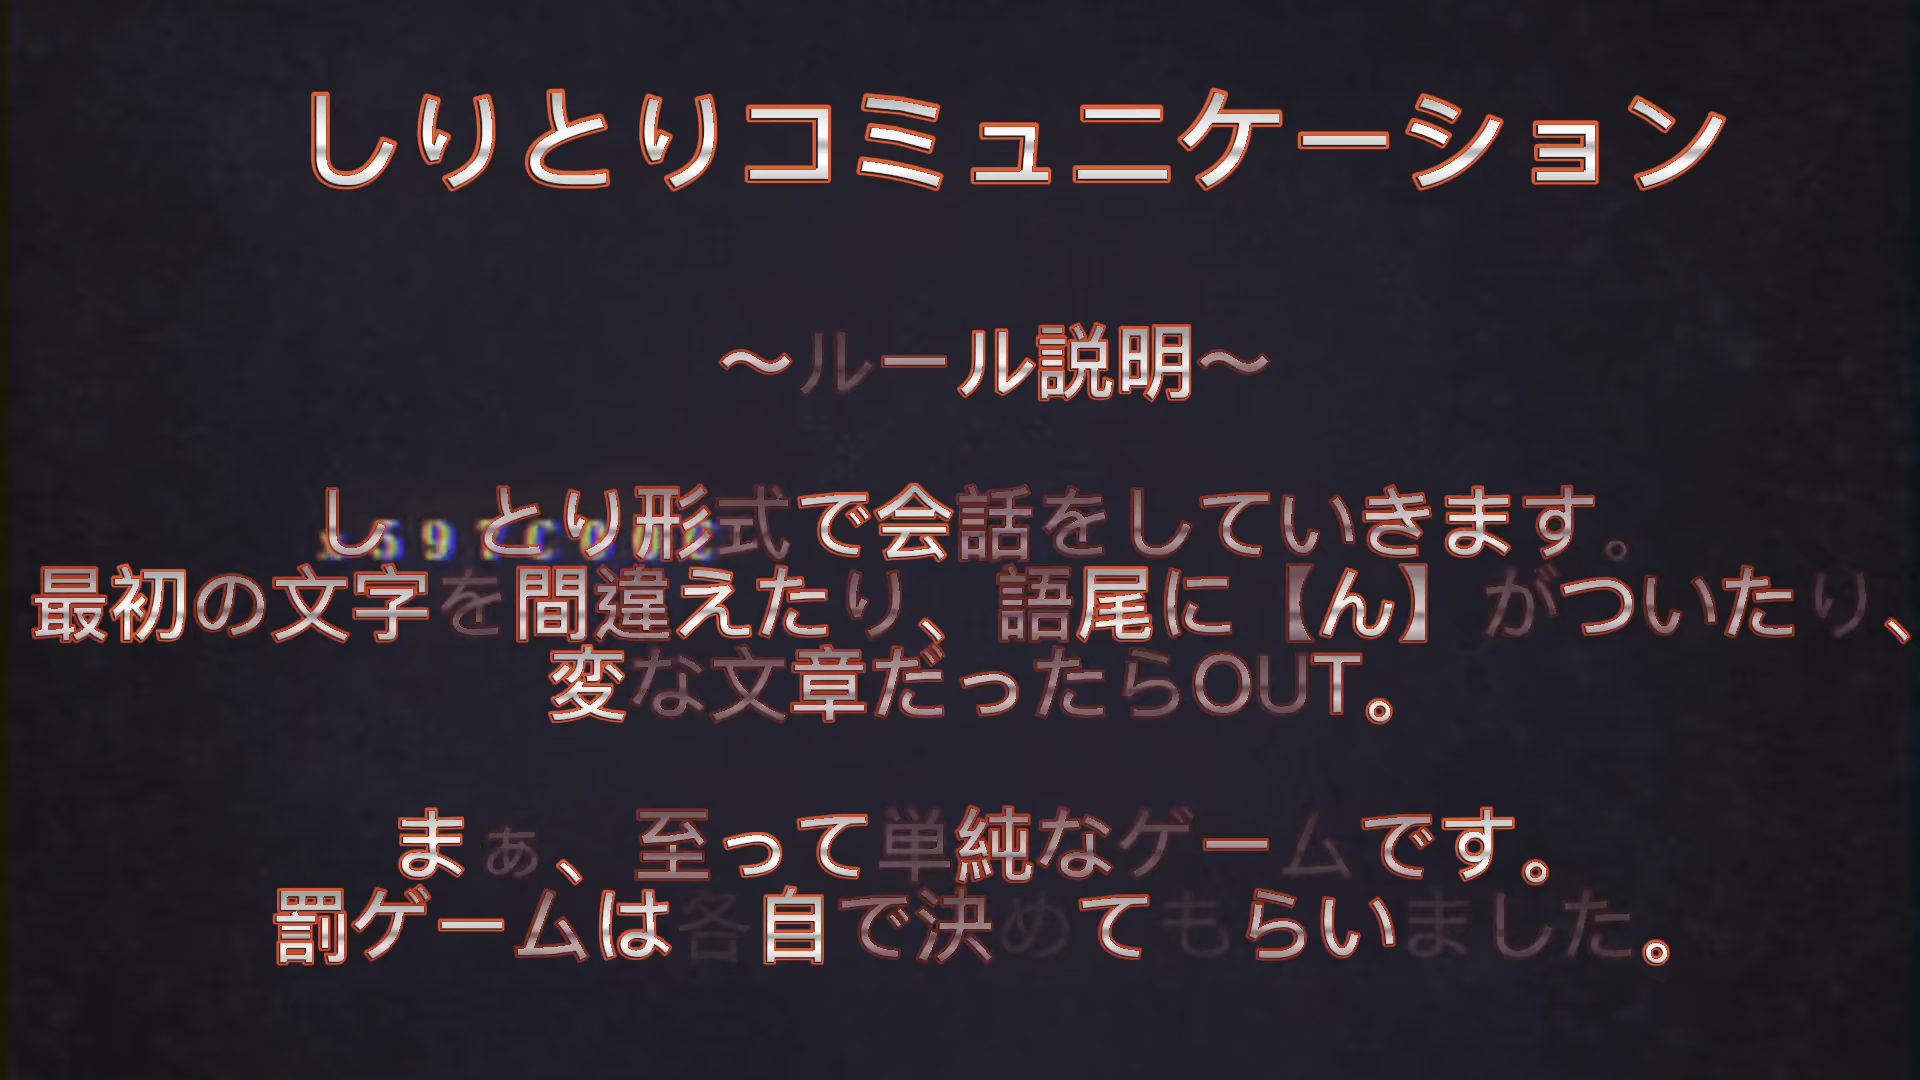 しりとりコミュニケーション
～ルール説明～
しとり形式で会話をしていきます。
最初の文字を間違えたり、語尾に【ん】がついたり、
変な文章だったらOUT。
まぁ、至って単純なゲームです。
罰ゲームは各自で決めてもらいました。